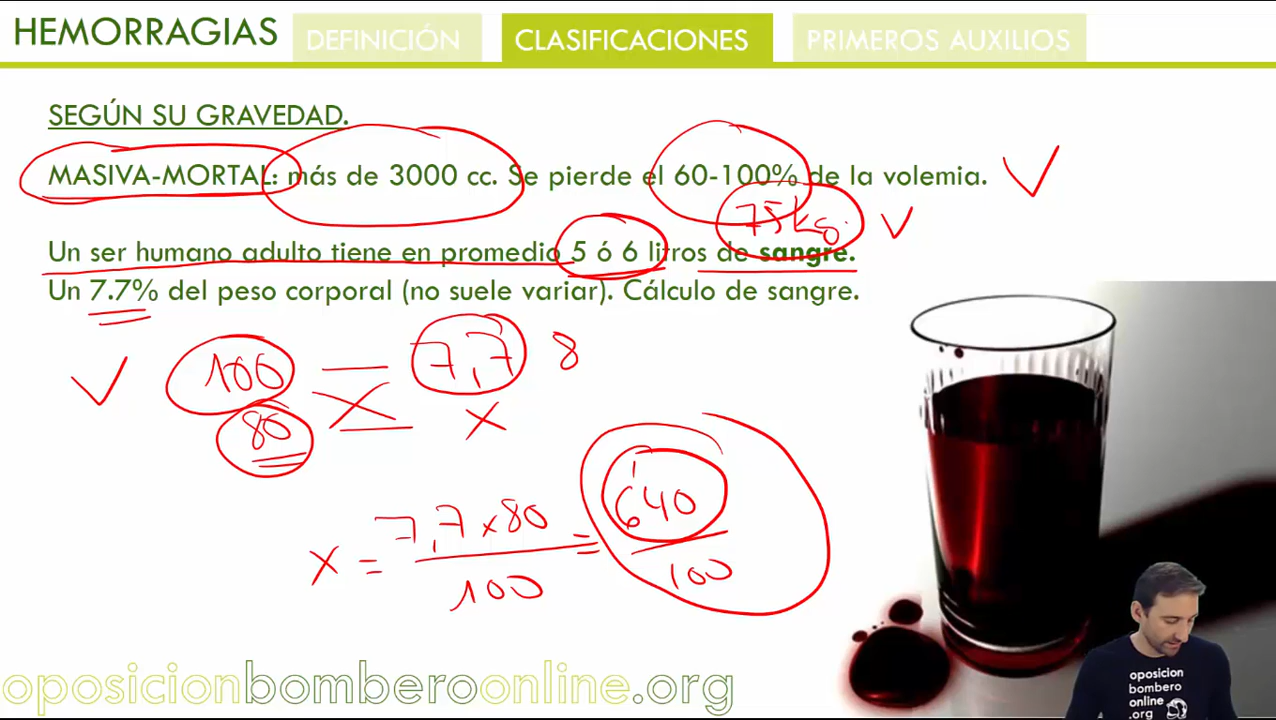 HEMORRAGIAS DEFINICIÓN CLASIFICACIONES PRIMEROS AUXILIOS
SEGÚN SU GRAVEDAD.
MASIVA-MORTAL: más de 3000 cc. Se pierde el 60-100% de la volemia.
75kg.
Un ser humano adulto tiene en promedio 5 ó 6 litros de sangre.
Un 7.7% del peso corporal (no suele variar). Cálculo de sangre.
100 — 7,7 8
80 — x
x = 7,7 x 80 / 100 = 640 / 100
oposicionbomberoonline.org
oposicion
bombero
online
.org